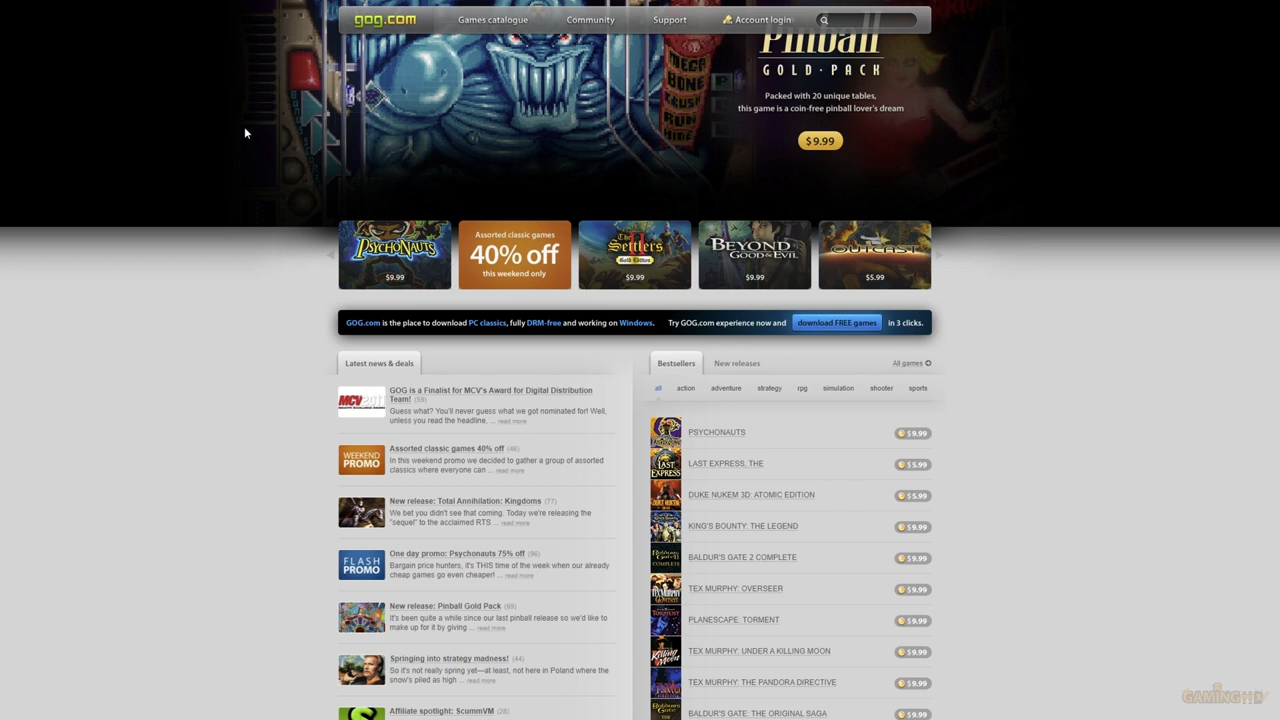 gog.com
Games catalogue
Community
Support
Account login
Pinball
GOLD·PACK
Packed with 20 unique tables,
this game is a coin-free pinball lover's dream
$9.99
MEGA
BONE
CRUSH
PSYCHONAUTS
$9.99
Assorted classic games
40% off
this weekend only
The Settlers II
Gold Edition
$9.99
BEYOND
GOOD & EVIL
$9.99
OUTCAST
$5.99
GOG.com is the place to download PC classics, fully DRM-free and working on Windows.
Try GOG.com experience now and download FREE games in 3 clicks.
Latest news & deals
GOG is a Finalist for MCV's Award for Digital Distribution
Team! (59)
Guess what? You'll never guess what we got nominated for! Well,
unless you read the headline, ... read more
WEEKEND
PROMO
Assorted classic games 40% off (46)
In this weekend promo we decided to gather a group of assorted
classics where everyone can ... read more
New release: Total Annihilation: Kingdoms (77)
We bet you didn't see that coming. Today we're releasing the
"sequel" to the acclaimed RTS ... read more
FLASH
PROMO
One day promo: Psychonauts 75% off (96)
Bargain price hunters, it's THIS time of the week when our already
cheap games go even cheaper! ... read more
New release: Pinball Gold Pack (69)
It's been quite a while since our last pinball release so we'd like to
make up for it by giving ... read more
Springing into strategy madness! (44)
So it's not really spring yet—at least, not here in Poland where the
snow's piled as high ... read more
Affiliate spotlight: ScummVM (28)
Bestsellers
New releases
All games
all
action
adventure
strategy
rpg
simulation
shooter
sports
PSYCHONAUTS
$9.99
LAST EXPRESS, THE
$5.99
DUKE NUKEM 3D: ATOMIC EDITION
$5.99
KING'S BOUNTY: THE LEGEND
$9.99
BALDUR'S GATE 2 COMPLETE
$9.99
TEX MURPHY: OVERSEER
$9.99
PLANESCAPE: TORMENT
$9.99
TEX MURPHY: UNDER A KILLING MOON
$9.99
TEX MURPHY: THE PANDORA DIRECTIVE
$9.99
BALDUR'S GATE: THE ORIGINAL SAGA
$9.99
GAMING HD